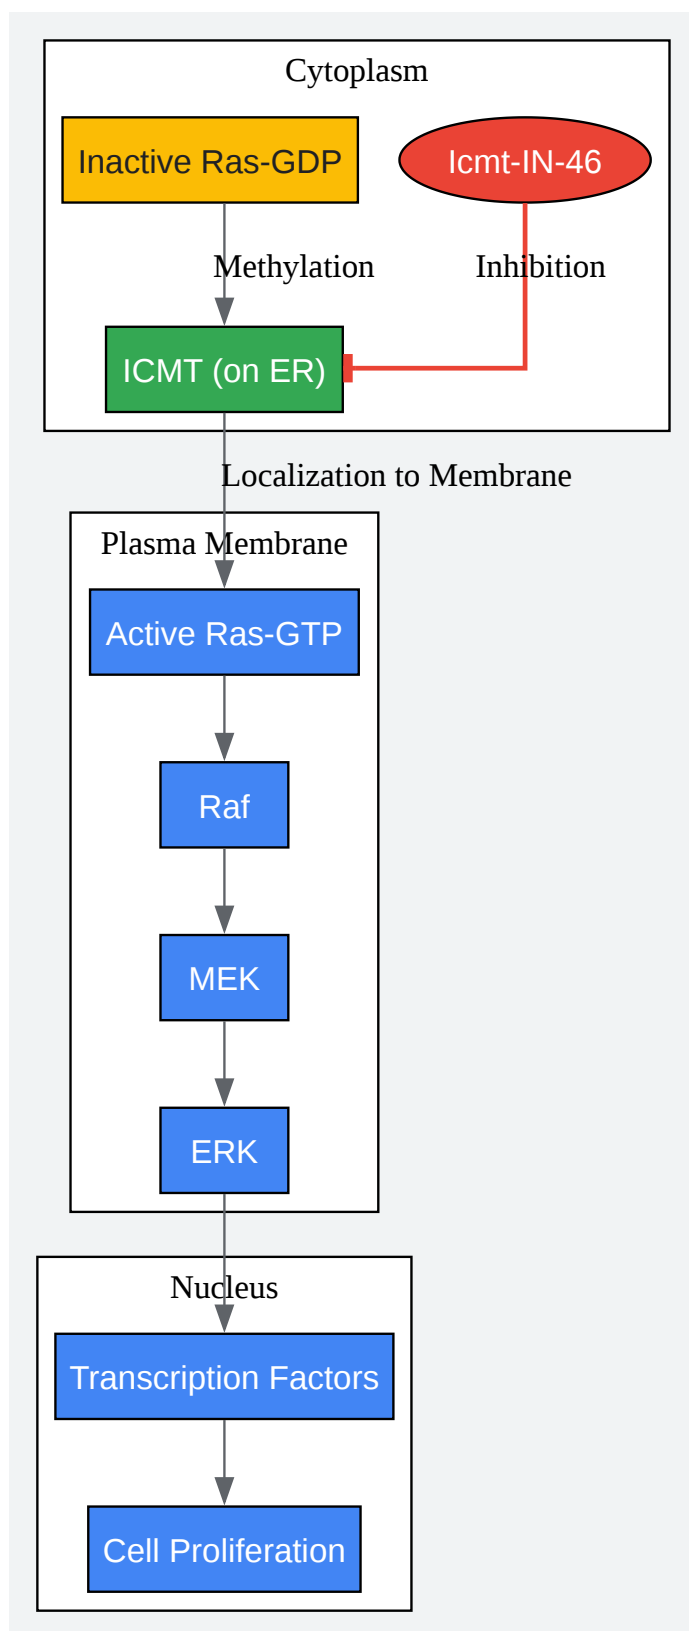 Cytoplasm
Inactive Ras-GDP
Icmt-IN-46
Methylation
Inhibition
ICMT (on ER)
Localization to Membrane
Plasma Membrane
Active Ras-GTP
Raf
MEK
ERK
Nucleus
Transcription Factors
Cell Proliferation